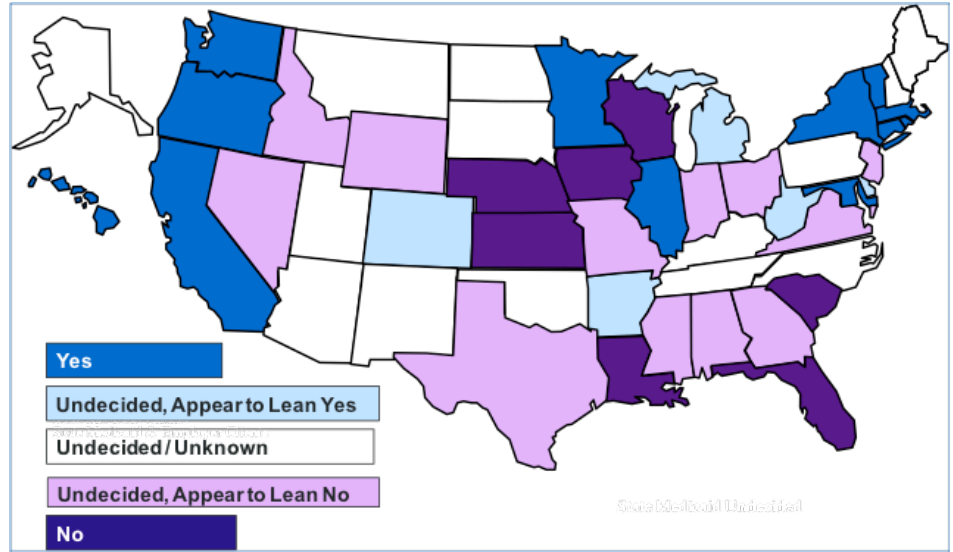 Yes
Undecided, Appear to Lean Yes
Undecided / Unknown
Undecided, Appear to Lean No
No